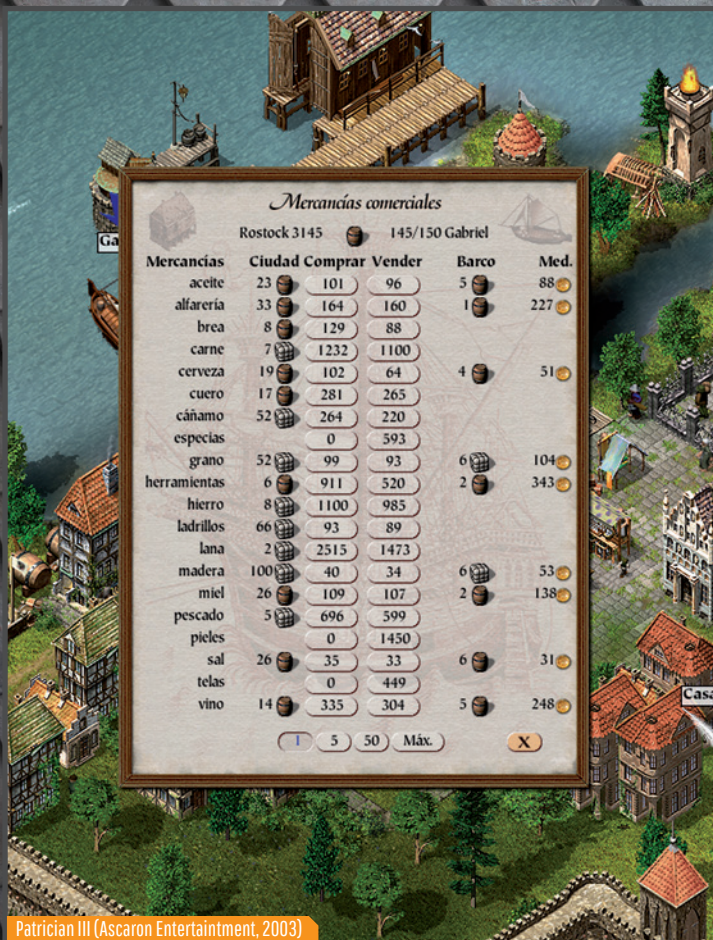 Mercancías comerciales
Rostock 3145 145/150 Gabriel
Mercancías Ciudad Comprar Vender Barco Med.
aceite 23 101 96 5 88
alfarería 33 164 160 1 227
brea 8 129 88
carne 7 1232 1100
cerveza 19 102 64 4 51
cuero 17 281 265
cáñamo 52 264 220
especias 0 593
grano 52 99 93 6 104
herramientas 6 911 520 2 343
hierro 8 1100 985
ladrillos 66 93 89
lana 2 2515 1473
madera 100 40 34 6 53
miel 26 109 107 2 138
pescado 5 696 599
pieles 0 1450
sal 26 35 33 6 31
telas 0 449
vino 14 335 304 5 248
1 5 50 Máx. X
Ga
Casa
Patrician III (Ascaron Entertaintment, 2003)